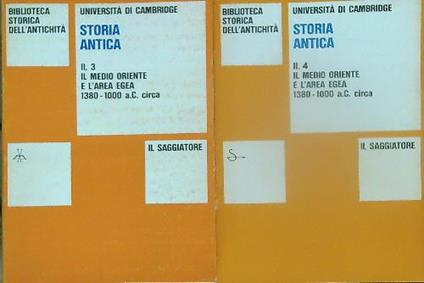 BIBLIOTECA
STORICA
DELL'ANTICHITÀ
UNIVERSITÀ DI CAMBRIDGE
STORIA
ANTICA
II. 3
IL MEDIO ORIENTE
E L'AREA EGEA
1380-1000 a.C. circa
IL SAGGIATORE
BIBLIOTECA
STORICA
DELL'ANTICHITÀ
UNIVERSITÀ DI CAMBRIDGE
STORIA
ANTICA
II. 4
IL MEDIO ORIENTE
E L'AREA EGEA
1380-1000 a.C. circa
IL SAGGIATORE